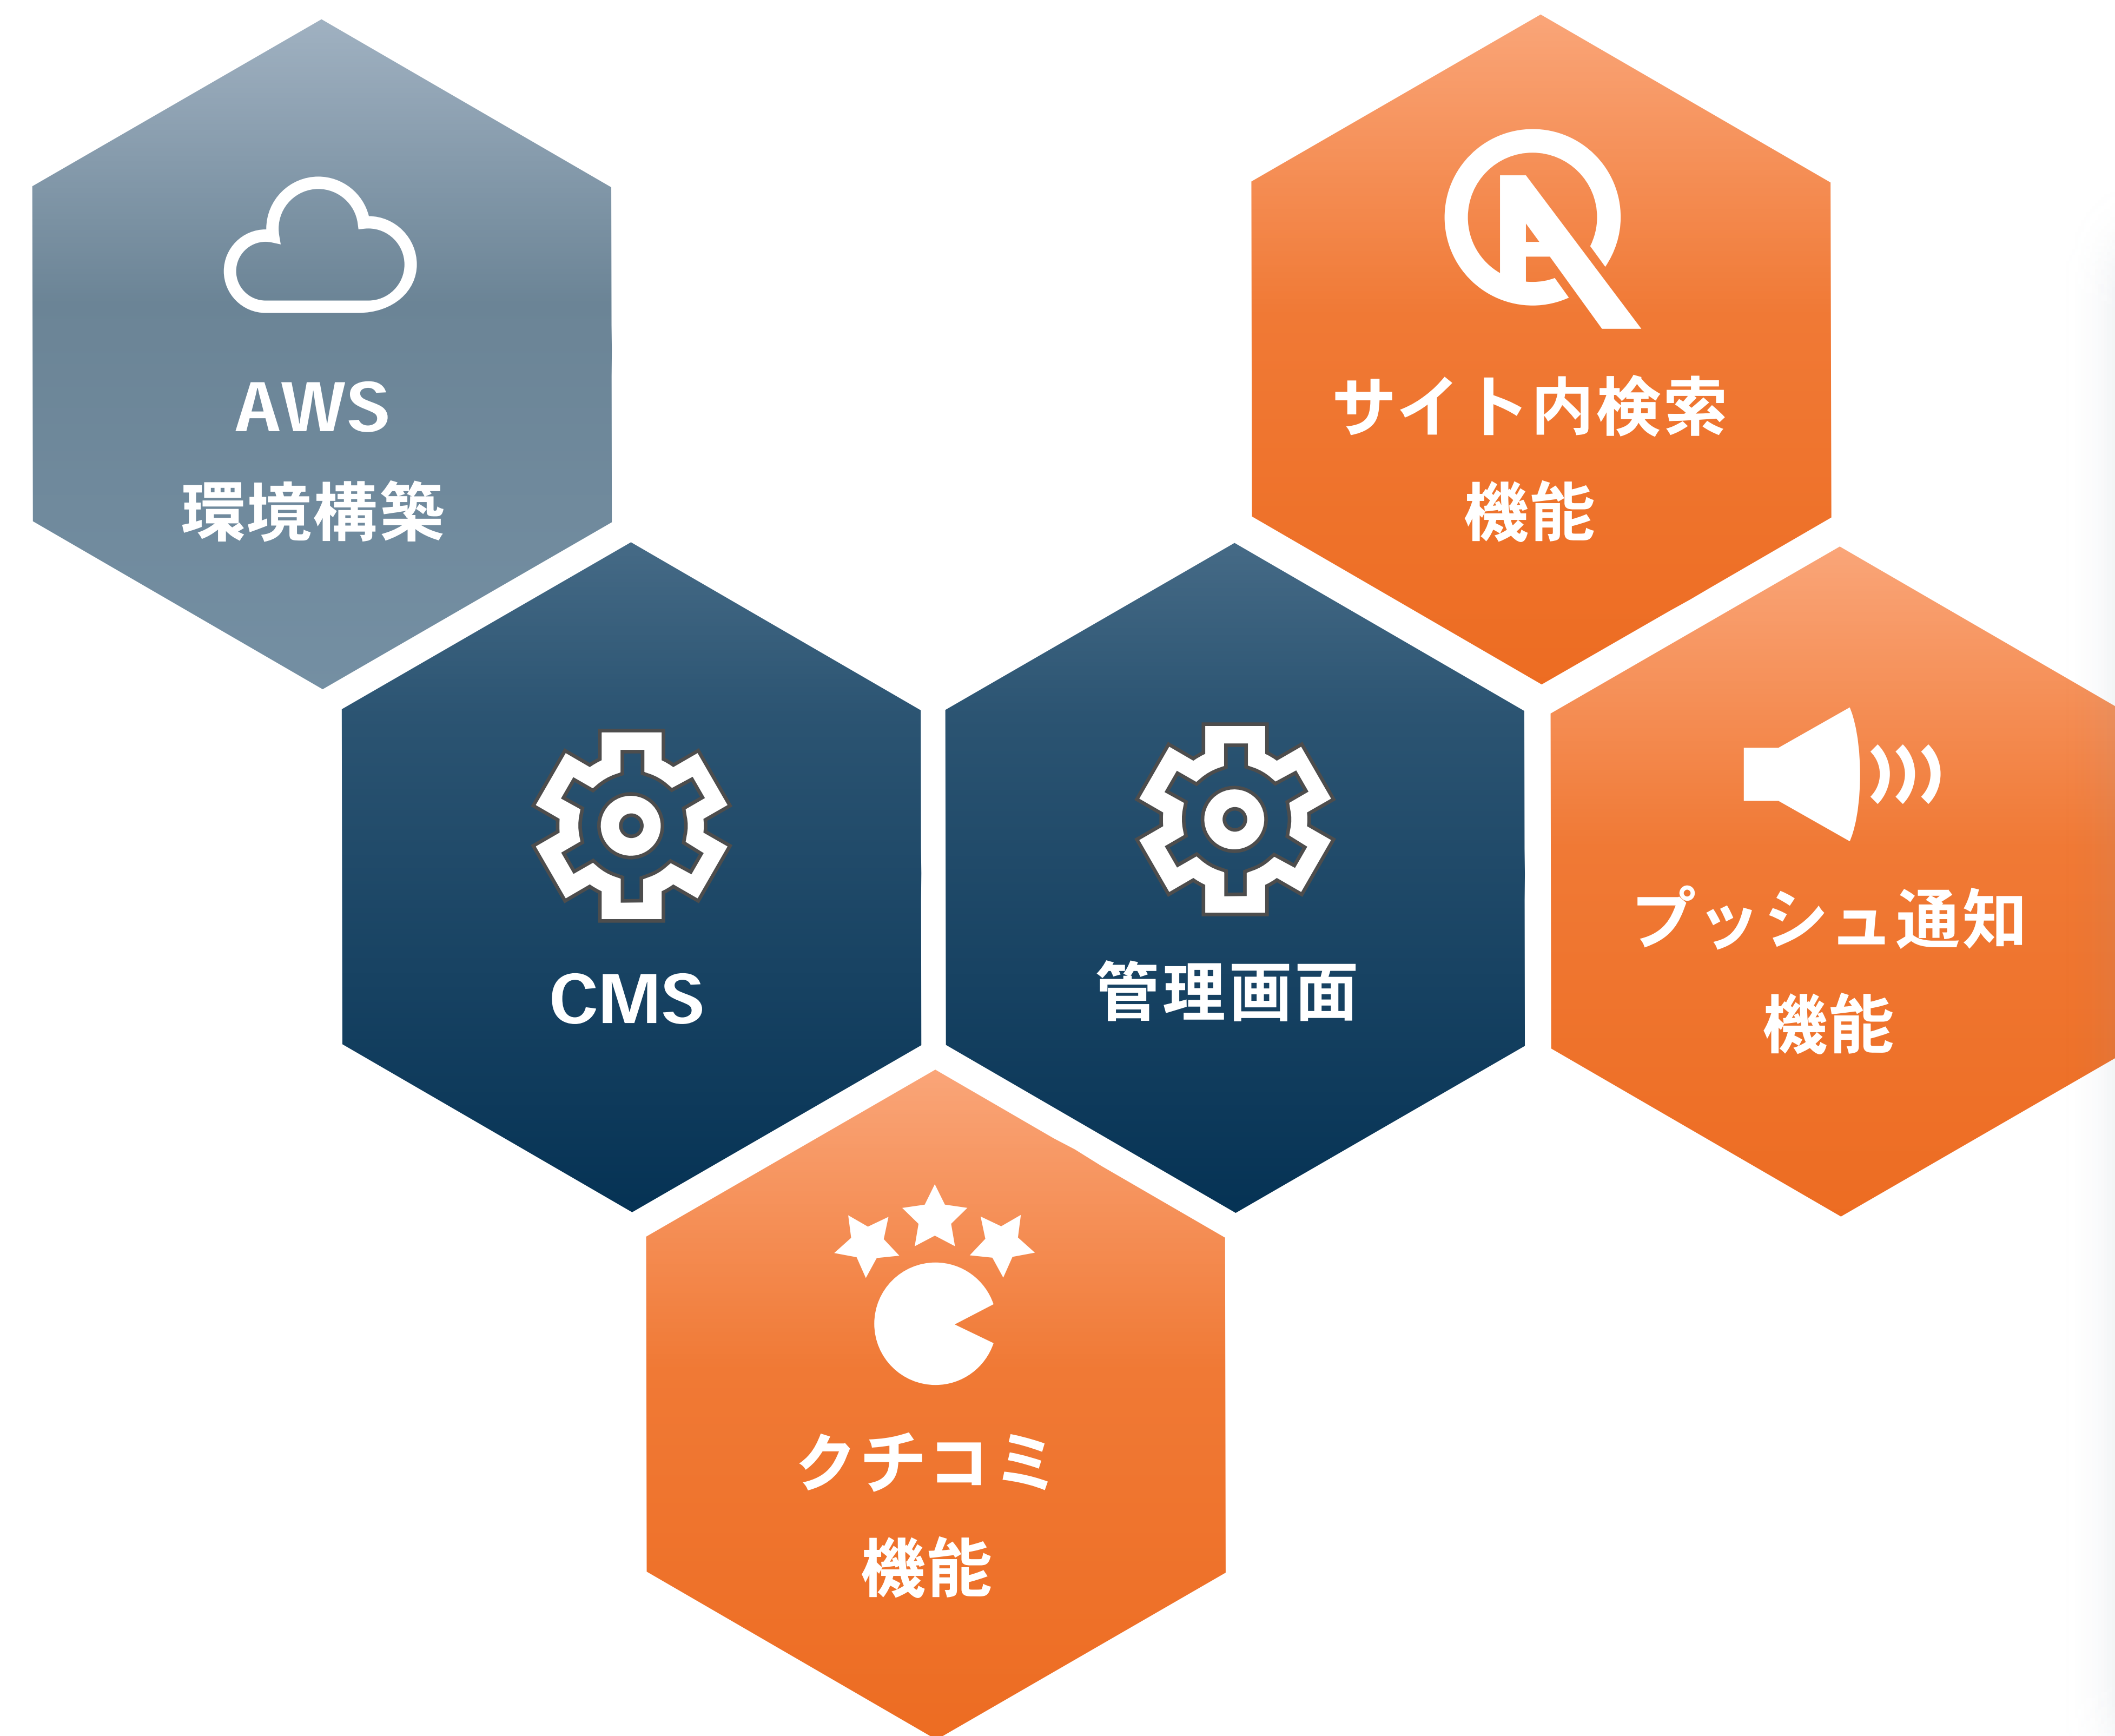 AWS
環境構築
サイト内検索
機能
CMS
管理画面
プッシュ通知
機能
クチコミ
機能